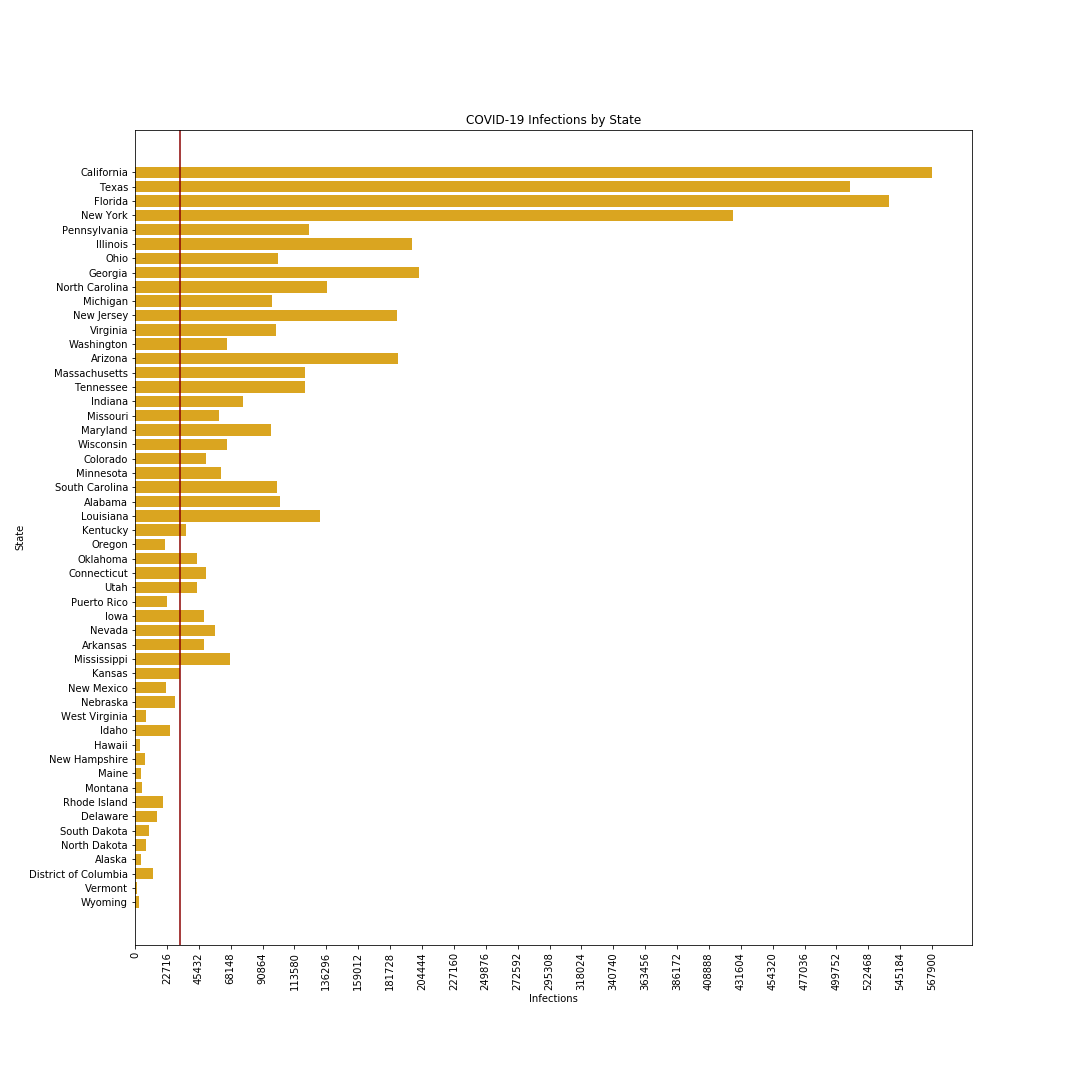 COVID-19 Infections by State
State
California
Texas
Florida
New York
Pennsylvania
Illinois
Ohio
Georgia
North Carolina
Michigan
New Jersey
Virginia
Washington
Arizona
Massachusetts
Tennessee
Indiana
Missouri
Maryland
Wisconsin
Colorado
Minnesota
South Carolina
Alabama
Louisiana
Kentucky
Oregon
Oklahoma
Connecticut
Utah
Puerto Rico
Iowa
Nevada
Arkansas
Mississippi
Kansas
New Mexico
Nebraska
West Virginia
Idaho
Hawaii
New Hampshire
Maine
Montana
Rhode Island
Delaware
South Dakota
North Dakota
Alaska
District of Columbia
Vermont
Wyoming
0
22716
45432
68148
90864
113580
136296
159012
181728
204444
227160
249876
272592
295308
318024
340740
363456
386172
408888
431604
454320
477036
499752
522468
545184
567900
Infections